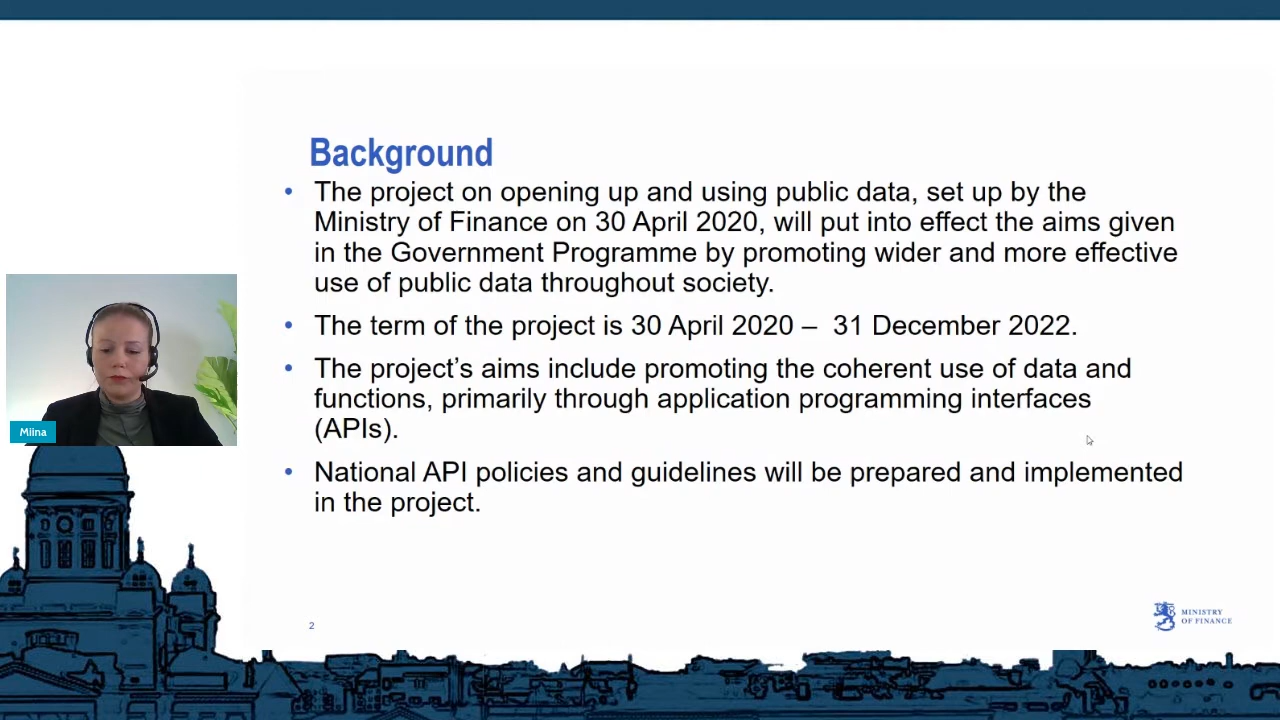 Background
• The project on opening up and using public data, set up by the
Ministry of Finance on 30 April 2020, will put into effect the aims given
in the Government Programme by promoting wider and more effective
use of public data throughout society.
• The term of the project is 30 April 2020 –  31 December 2022.
• The project’s aims include promoting the coherent use of data and
functions, primarily through application programming interfaces
(APIs).
• National API policies and guidelines will be prepared and implemented
in the project.
Miina
2
MINISTRY
OF FINANCE